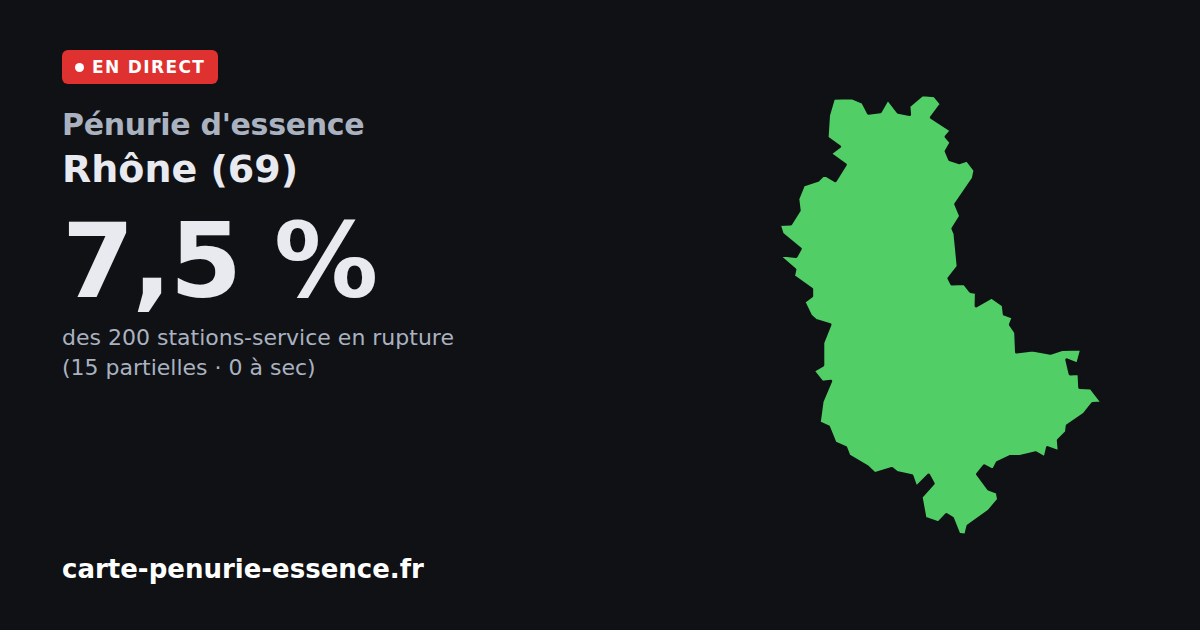 EN DIRECT
Pénurie d'essence
Rhône (69)
7,5 %
des 200 stations-service en rupture
(15 partielles · 0 à sec)
carte-penurie-essence.fr